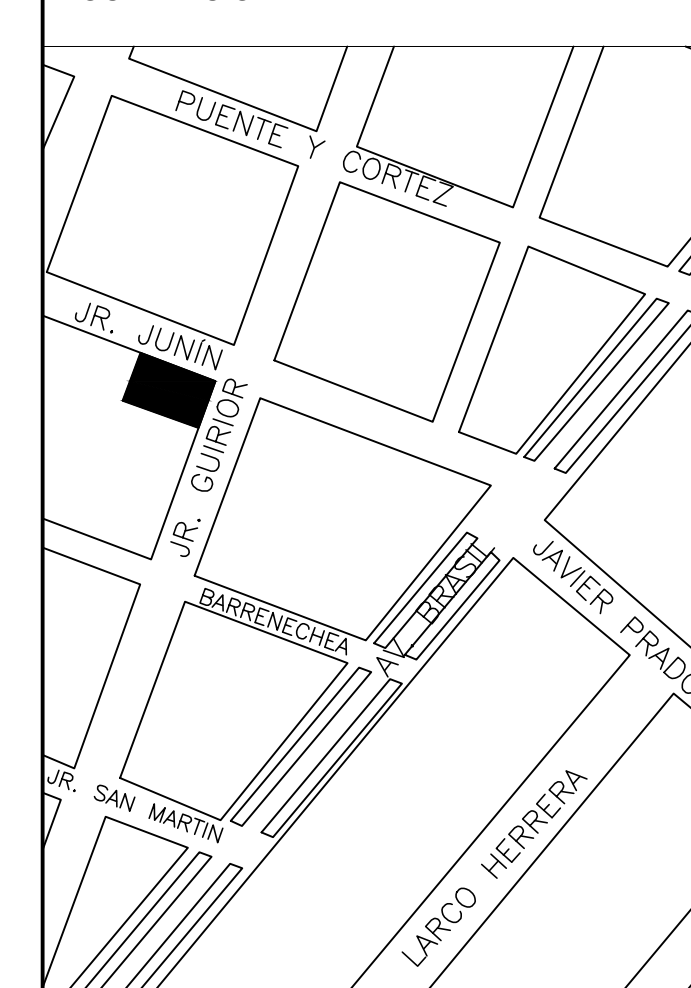 PUENTE Y CORTEZ
JR. JUNÍN
JR. GUIRIOR
JAVIER PRADO
AV. BRASIL
BARRENECHEA
JR. SAN MARTIN
LARCO HERRERA